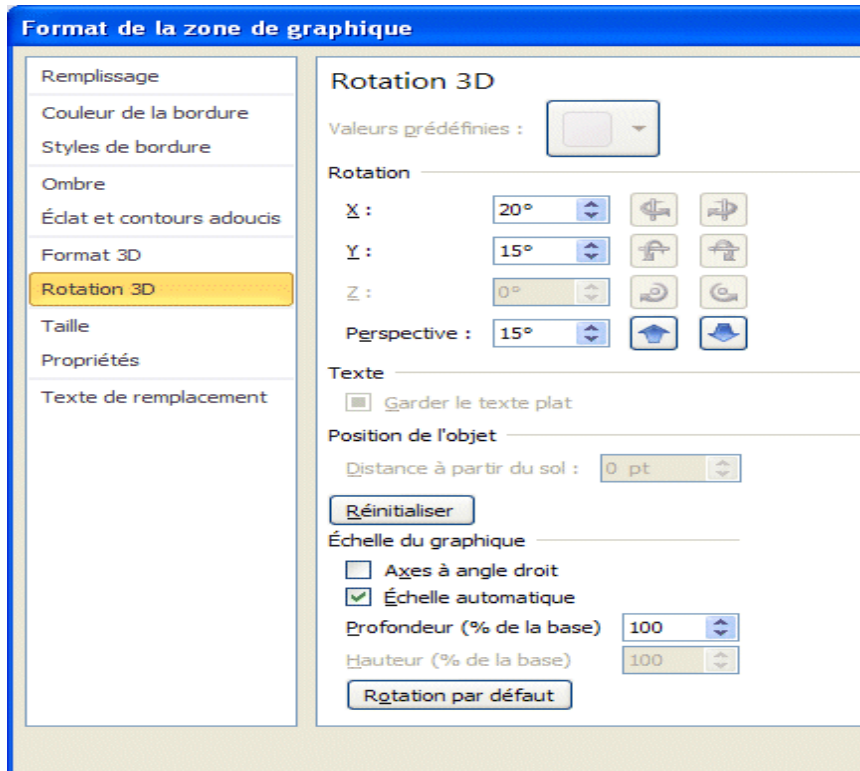 Format de la zone de graphique
Remplissage
Couleur de la bordure
Styles de bordure
Ombre
Éclat et contours adoucis
Format 3D
Rotation 3D
Taille
Propriétés
Texte de remplacement
Rotation 3D
Valeurs prédéfinies :
Rotation
X : 20°
Y : 15°
Z : 0°
Perspective : 15°
Texte
Garder le texte plat
Position de l'objet
Distance à partir du sol : 0 pt
Réinitialiser
Échelle du graphique
Axes à angle droit
Échelle automatique
Profondeur (% de la base) 100
Hauteur (% de la base) 100
Rotation par défaut